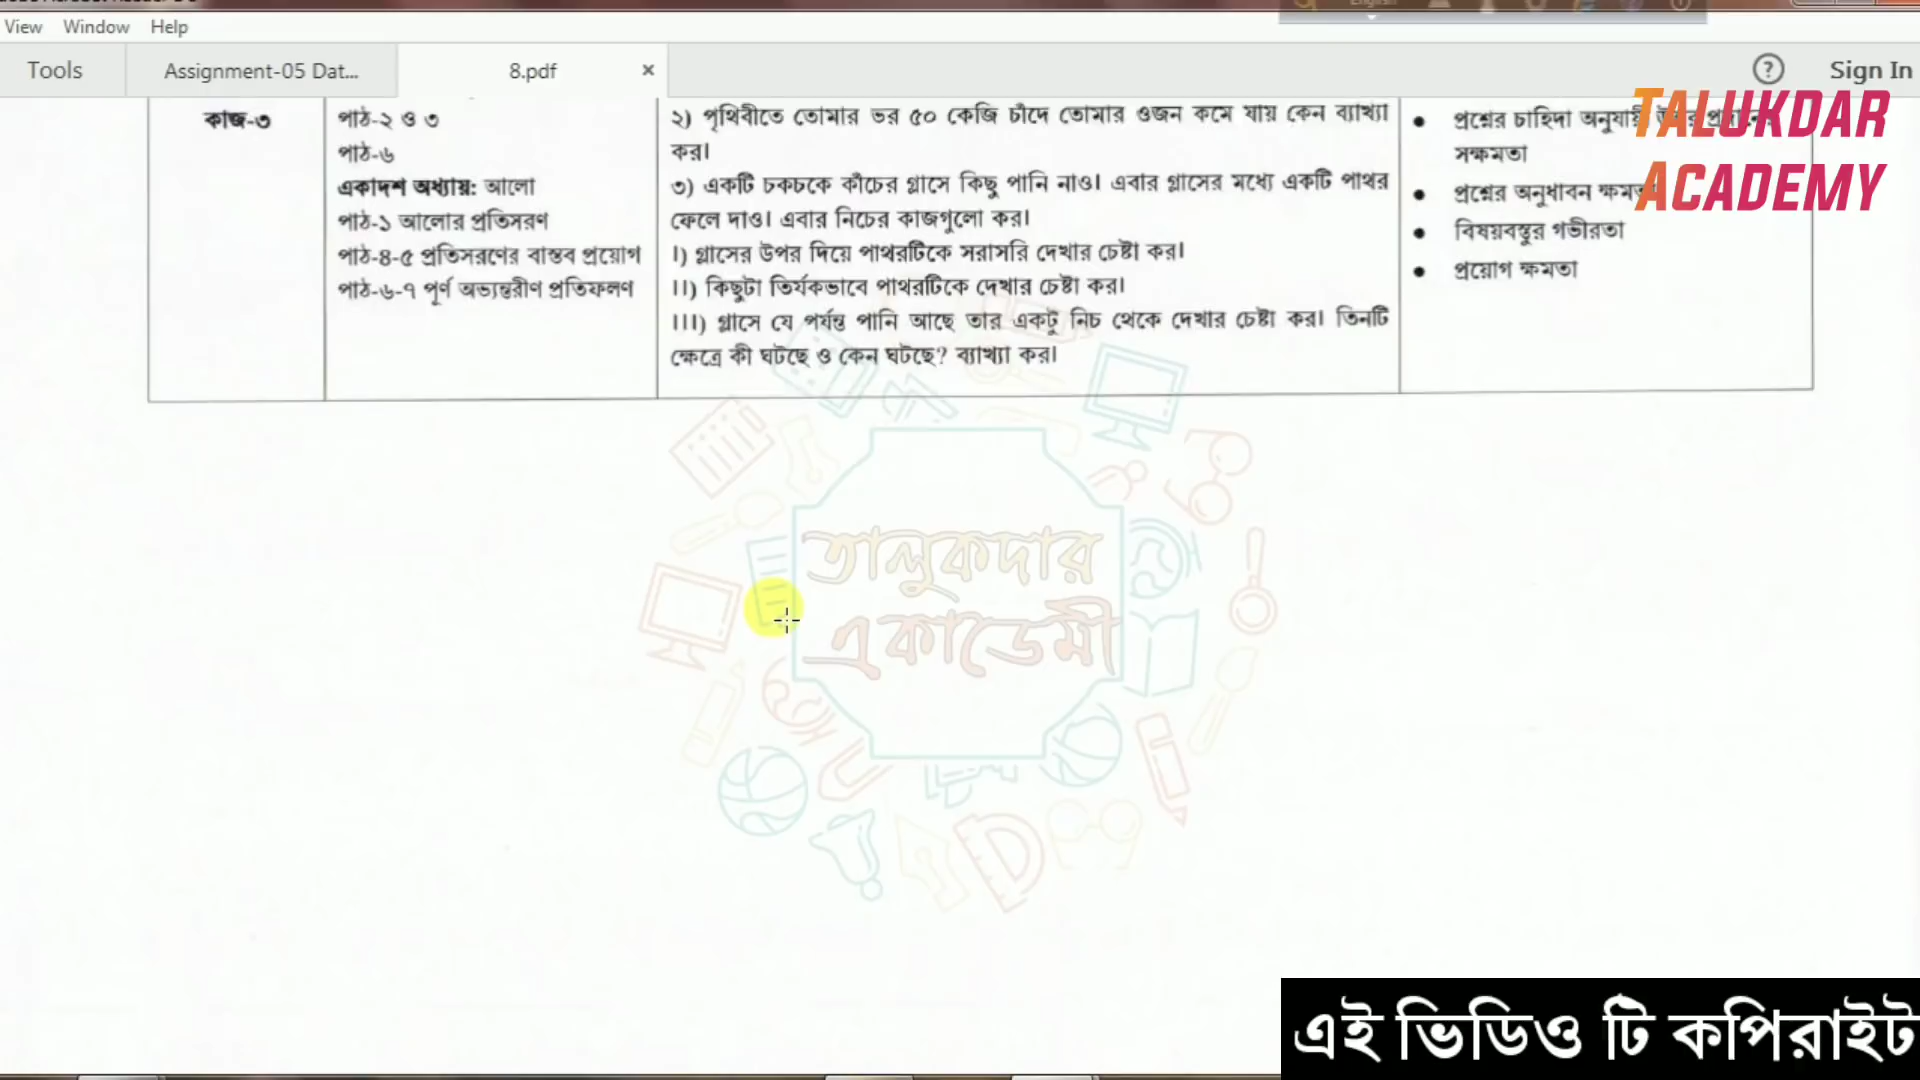 View Window Help
Tools
Assignment-05 Dat...
8.pdf
Sign In
TALUKDAR
ACADEMY
কাজ-৩
পাঠ-২ ও ৩
পাঠ-৬
একাদশ অধ্যায়: আলো
পাঠ-১ আলোর প্রতিসরণ
পাঠ-৪-৫ প্রতিসরণের বাস্তব প্রয়োগ
পাঠ-৬-৭ পূর্ণ অভ্যন্তরীণ প্রতিফলণ
২) পৃথিবীতে তোমার ভর ৫০ কেজি চাঁদে তোমার ওজন কমে যায় কেন ব্যাখ্যা
কর।
৩) একটি চকচকে কাঁচের গ্লাসে কিছু পানি নাও। এবার গ্লাসের মধ্যে একটি পাথর
ফেলে দাও। এবার নিচের কাজগুলো কর।
I) গ্লাসের উপর দিয়ে পাথরটিকে সরাসরি দেখার চেষ্টা কর।
II) কিছুটা তির্যকভাবে পাথরটিকে দেখার চেষ্টা কর।
III) গ্লাসে যে পর্যন্ত পানি আছে তার একটু নিচ থেকে দেখার চেষ্টা কর। তিনটি
ক্ষেত্রে কী ঘটছে ও কেন ঘটছে? ব্যাখ্যা কর।
প্রশ্নের চাহিদা অনুযায়ী
সক্ষমতা
প্রশ্নের অনুধাবন
বিষয়বস্তুর গভীরতা
প্রয়োগ ক্ষমতা
তালুকদার
একাডেমী
এই ভিডিও টি কপিরাইট